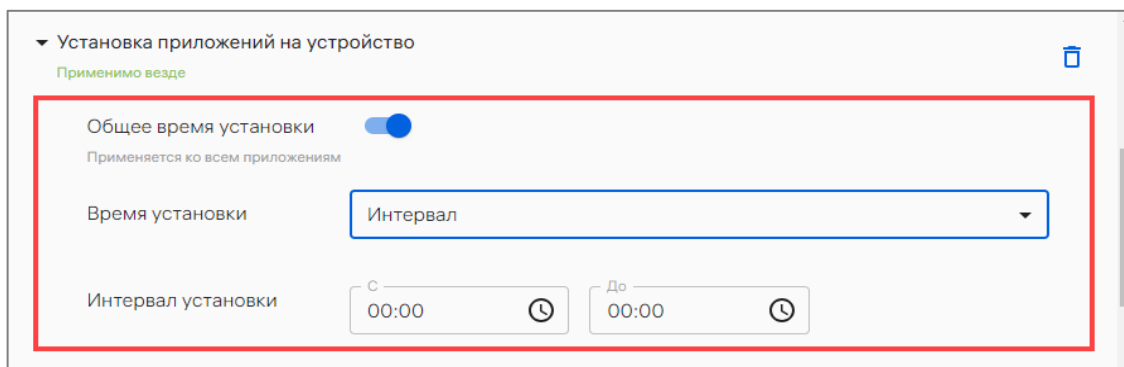 Установка приложений на устройство
Применимо везде
Общее время установки
Применяется ко всем приложениям
Время установки
Интервал
Интервал установки
С
00:00
До
00:00